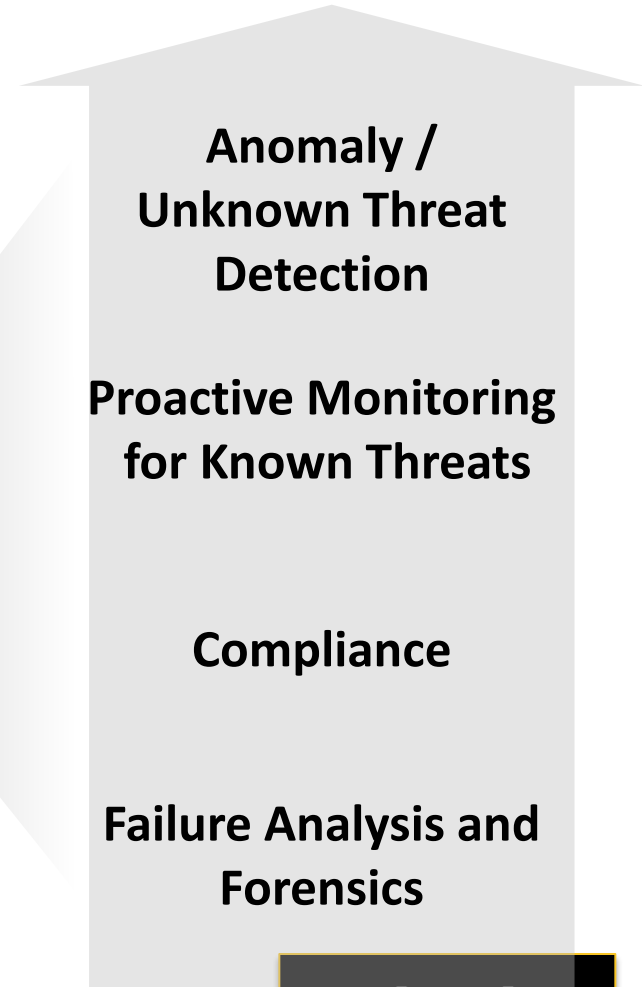 Anomaly /
Unknown Threat
Detection
Proactive Monitoring
for Known Threats
Compliance
Failure Analysis and
Forensics